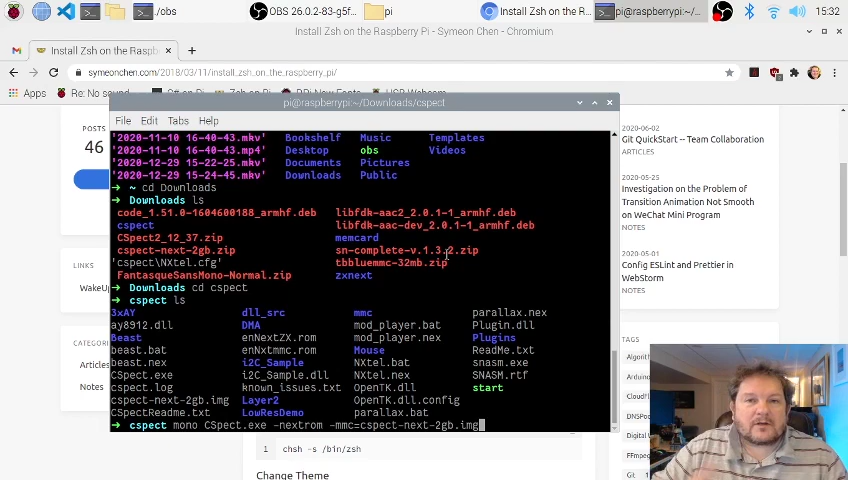 ./obs
OBS 26.0.2-83-g5f...
pi
Install Zsh on the R...
pi@raspberrypi: ~/...
15:32
Install Zsh on the Raspberry Pi - Symeon Chen - Chromium
Install Zsh on the Raspberry Pi
symeonchen.com/2018/03/11/install_zsh_on_the_raspberry_pi/
Apps
Re: No sound
pi@raspberrypi:~/Downloads/cspect
File Edit Tabs Help
'2020-11-10 16-40-43.mkv' Bookshelf Music Templates
'2020-11-10 16-40-43.mp4' Desktop obs Videos
'2020-12-29 15-22-25.mkv' Documents Pictures
'2020-12-29 15-24-45.mkv' Downloads Public
➜ ~ cd Downloads
➜ Downloads ls
code_1.51.0-1604600188_armhf.deb libfdk-aac2_2.0.1-1_armhf.deb
cspect libfdk-aac-dev_2.0.1-1_armhf.deb
CSpect2_12_37.zip memcard
cspect-next-2gb.zip sn-complete-v.1.3.2.zip
'cspect\NXtel.cfg' tbbluemmc-32mb.zip
FantasqueSansMono-Normal.zip zxnext
➜ Downloads cd cspect
➜ cspect ls
3xAY dll_src mmc parallax.nex
ay8912.dll DMA mod_player.bat Plugin.dll
Beast enNextZX.rom mod_player.nex Plugins
beast.bat enNxtmmc.rom Mouse ReadMe.txt
beast.nex i2C_Sample NXtel.bat snasm.exe
CSpect.exe i2C_Sample.dll NXtel.nex SNASM.rtf
cspect.log known_issues.txt OpenTK.dll start
cspect-next-2gb.img Layer2 OpenTK.dll.config
CSpectReadme.txt LowResDemo parallax.bat
➜ cspect mono CSpect.exe -nextrom -mmc=cspect-next-2gb.img
POSTS
46
LINKS
WakeUp
Articles
Notes
2020-06-02
Git QuickStart -- Team Collaboration
ARTICLES
2020-05-25
Investigation on the Problem of
Transition Animation Not Smooth
on WeChat Mini Program
NOTES
2020-05-21
Config ESLint and Prettier in
WebStorm
TAGS
Git
1 chsh -s /bin/zsh
Change Theme